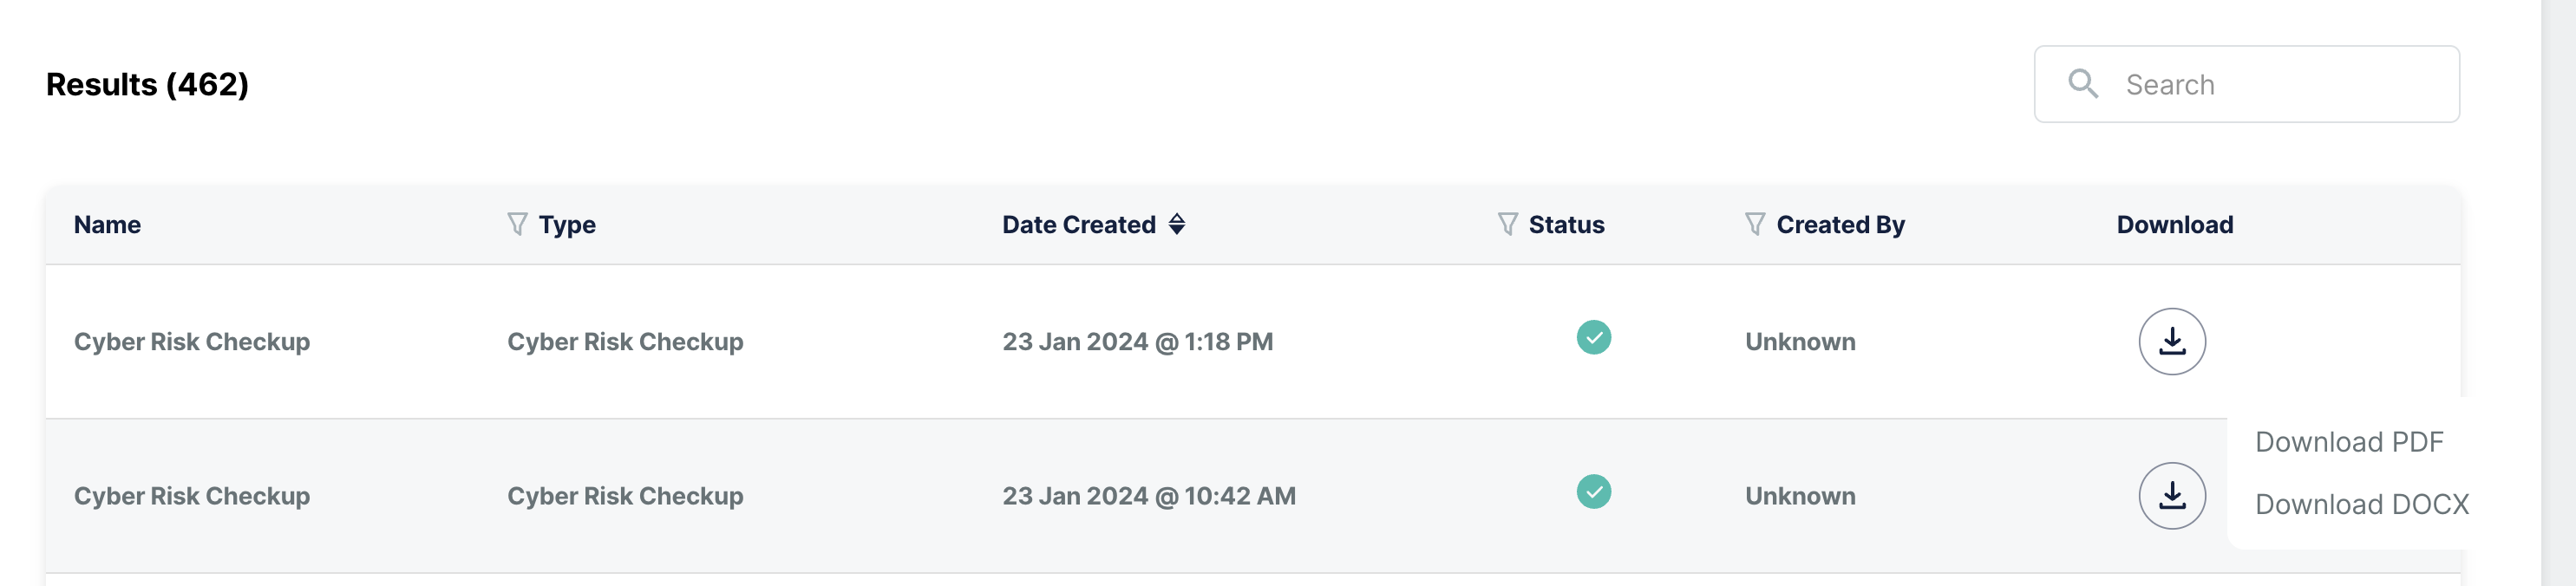 Results (462)
Search
Name Type Date Created Status Created By Download
Cyber Risk Checkup Cyber Risk Checkup 23 Jan 2024 @ 1:18 PM Unknown
Download PDF
Cyber Risk Checkup Cyber Risk Checkup 23 Jan 2024 @ 10:42 AM Unknown
Download DOCX